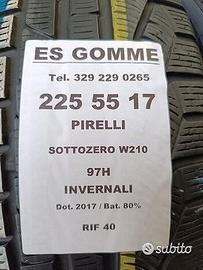 ES GOMME
Tel. 329 229 0265
225 55 17
PIRELLI
SOTTOZERO W210
97H
INVERNALI
Dot. 2017 / Bat. 80%
RIF 40
subito